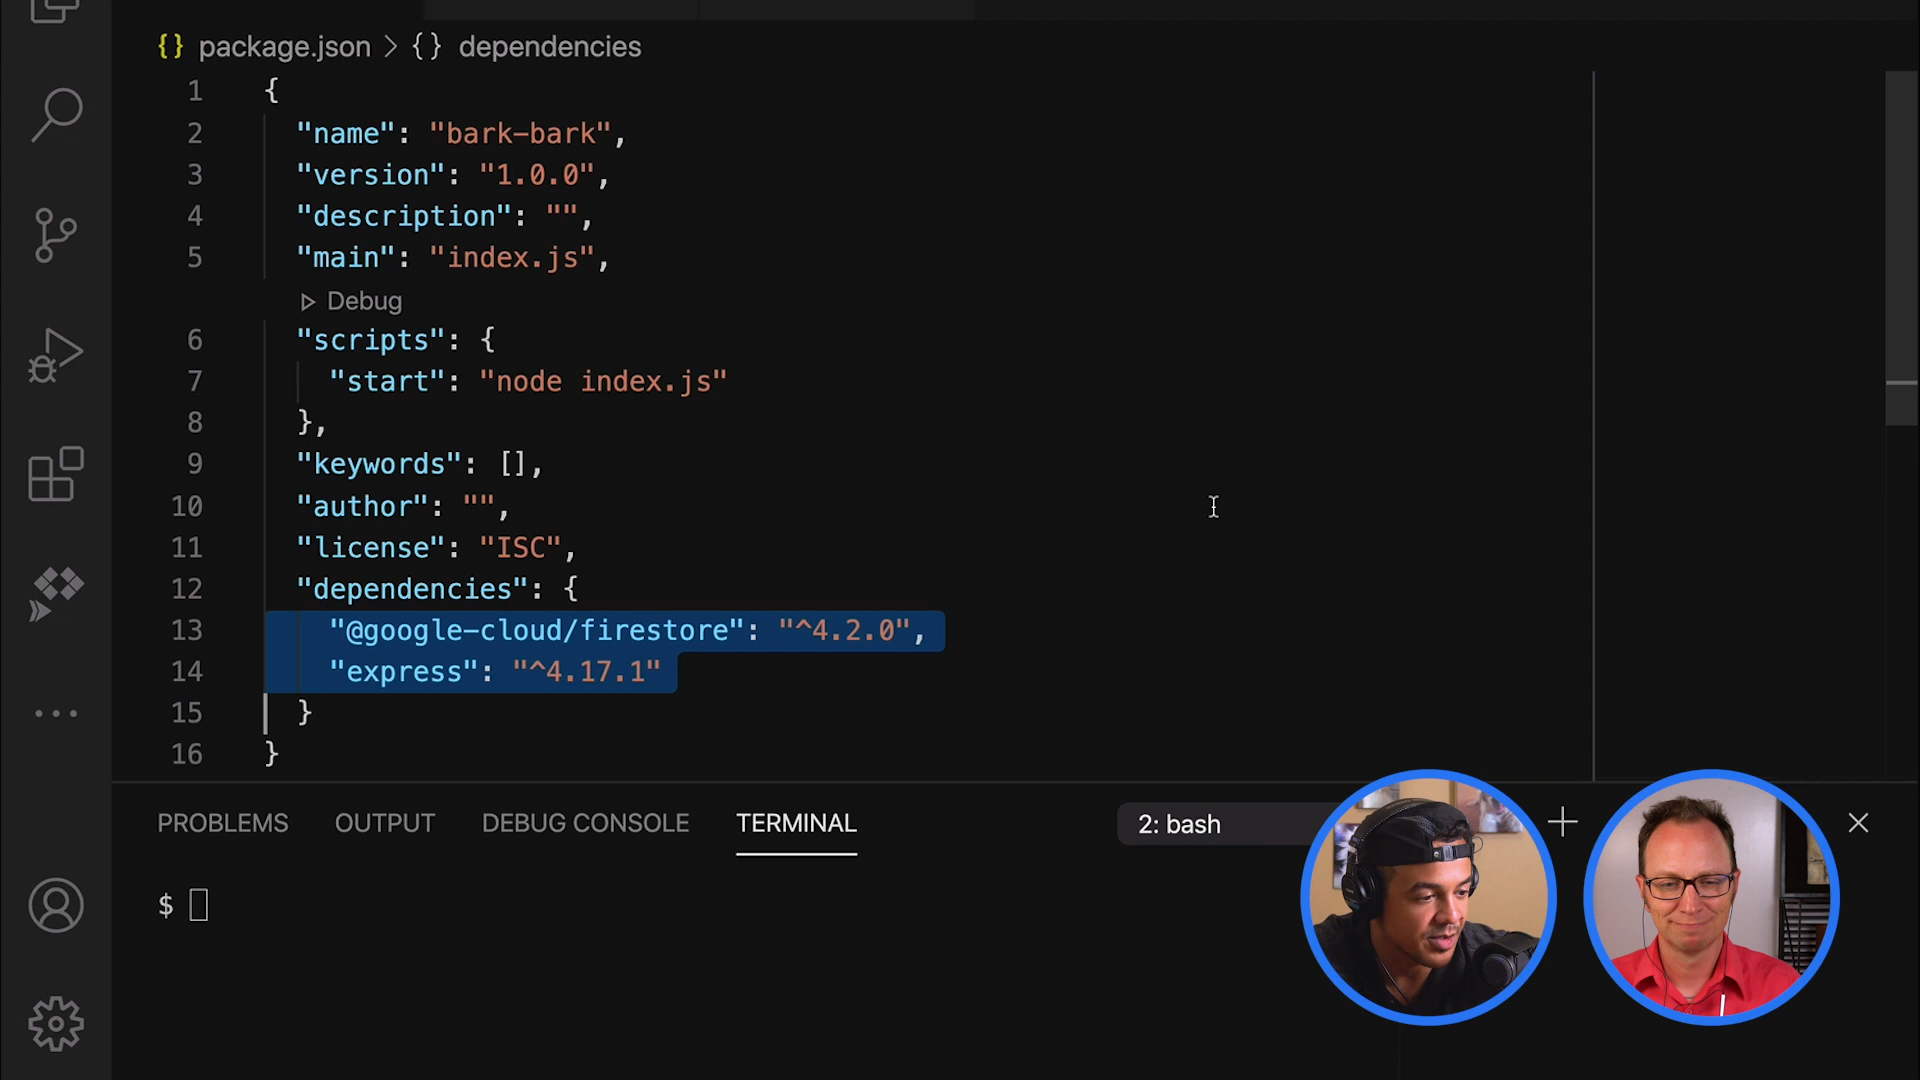 {} package.json > {} dependencies
1 {
2 "name": "bark-bark",
3 "version": "1.0.0",
4 "description": "",
5 "main": "index.js",
Debug
6 "scripts": {
7 "start": "node index.js"
8 },
9 "keywords": [],
10 "author": "",
11 "license": "ISC",
12 "dependencies": {
13 "@google-cloud/firestore": "^4.2.0",
14 "express": "^4.17.1"
15 }
16 }
PROBLEMS OUTPUT DEBUG CONSOLE TERMINAL 2: bash
$